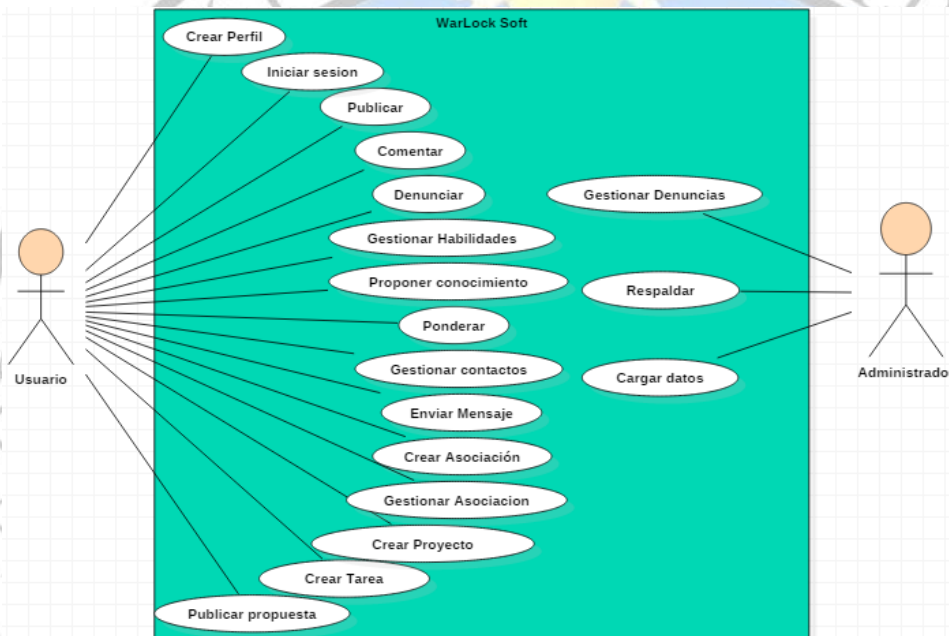 WarLock Soft
Crear Perfil
Iniciar sesion
Publicar
Comentar
Denunciar
Gestionar Denuncias
Gestionar Habilidades
Proponer conocimiento
Respaldar
Ponderar
Usuario
Administrado
Gestionar contactos
Cargar datos
Enviar Mensaje
Crear Asociación
Gestionar Asociacion
Crear Proyecto
Crear Tarea
Publicar propuesta